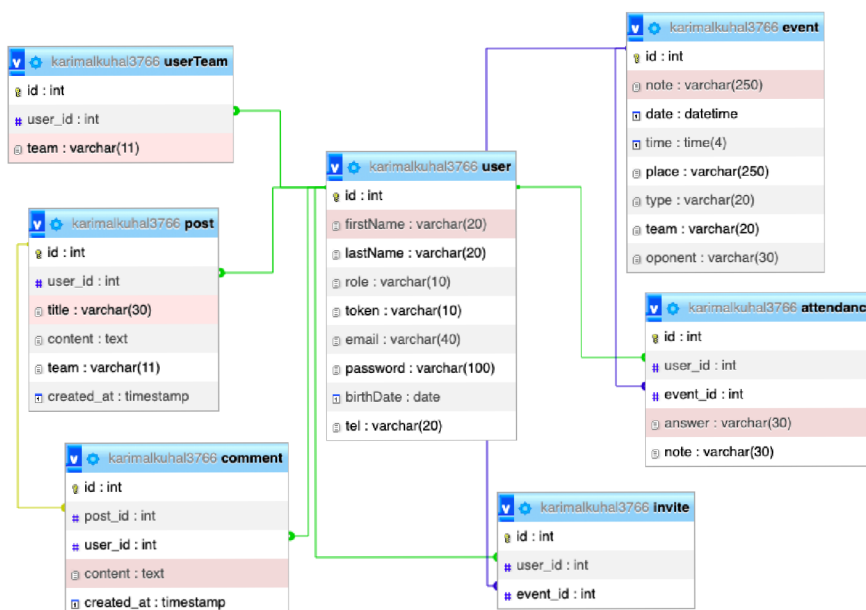 karimalkuhal3766 userTeam
id : int
user_id : int
team : varchar(11)
karimalkuhal3766 post
id : int
user_id : int
title : varchar(30)
content : text
team : varchar(11)
created_at : timestamp
karimalkuhal3766 comment
id : int
post_id : int
user_id : int
content : text
created_at : timestamp
karimalkuhal3766 user
id : int
firstName : varchar(20)
lastName : varchar(20)
role : varchar(10)
token : varchar(10)
email : varchar(40)
password : varchar(100)
birthDate : date
tel : varchar(20)
karimalkuhal3766 event
id : int
note : varchar(250)
date : datetime
time : time(4)
place : varchar(250)
type : varchar(20)
team : varchar(20)
oponent : varchar(30)
karimalkuhal3766 attendanc
id : int
user_id : int
event_id : int
answer : varchar(30)
note : varchar(30)
karimalkuhal3766 invite
id : int
user_id : int
event_id : int